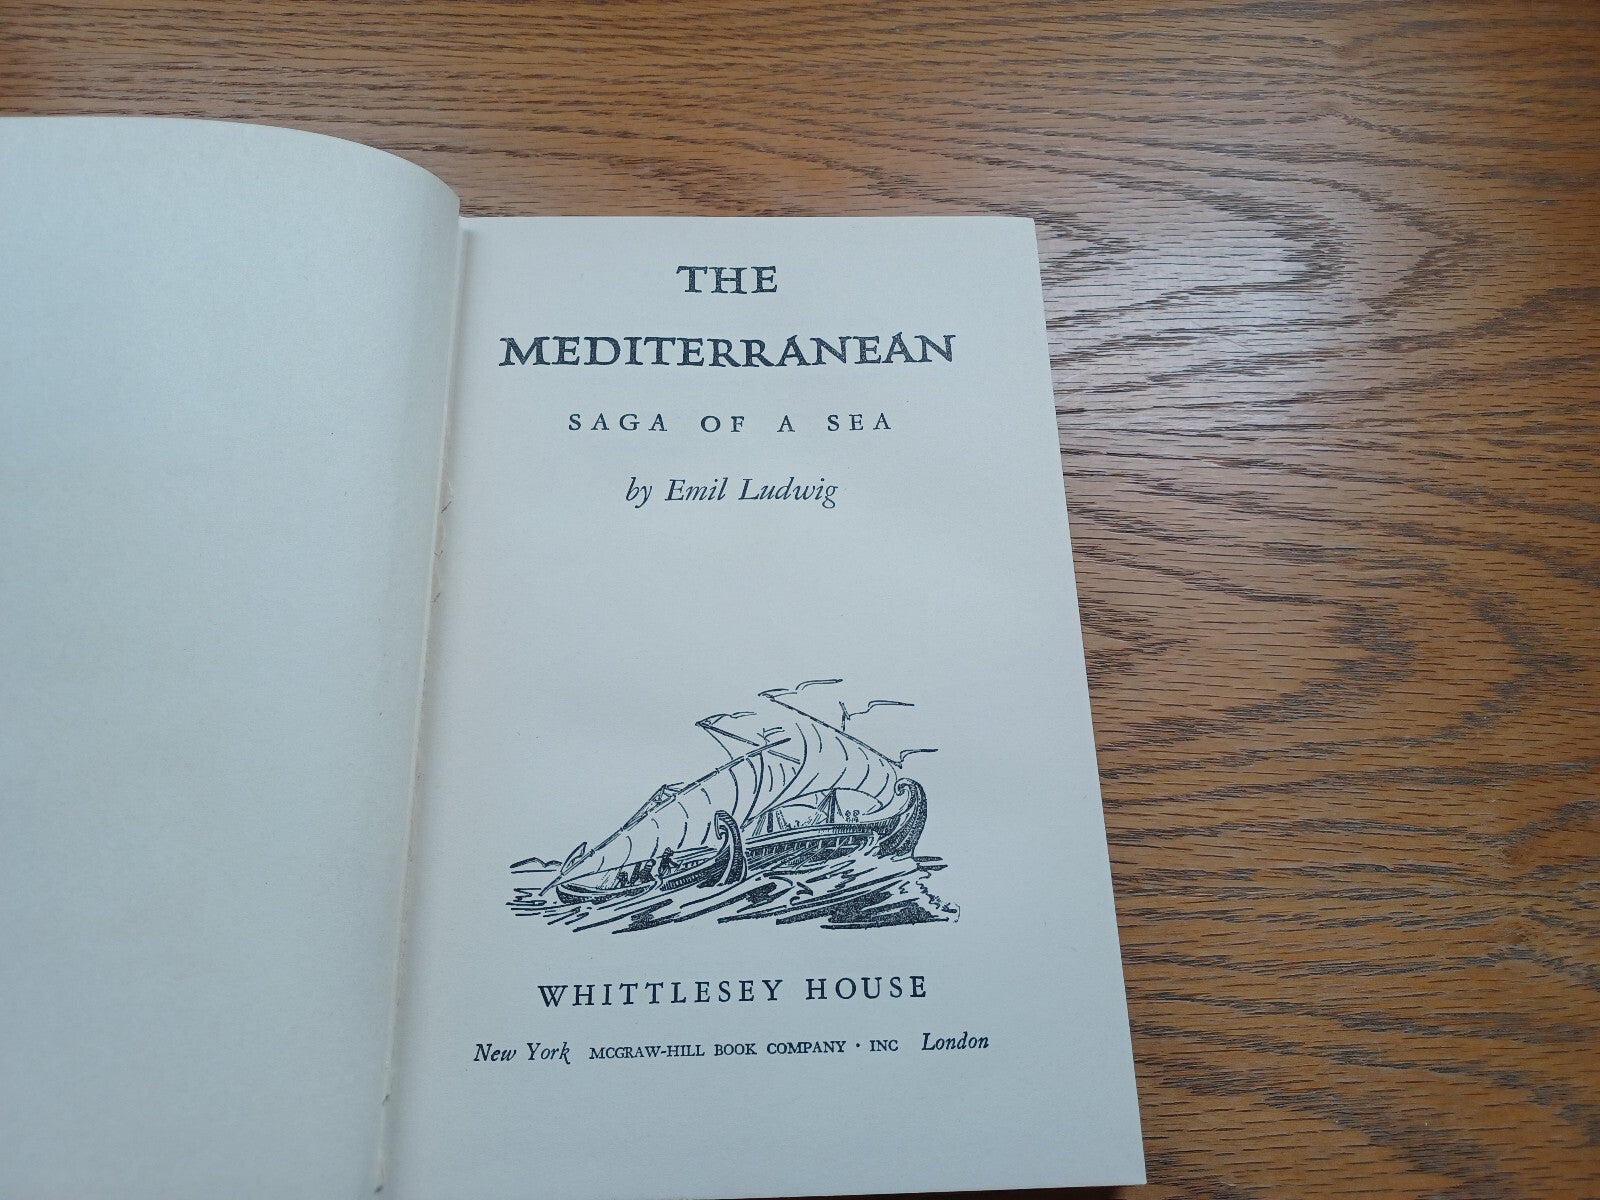 THE
MEDITERRANEAN
SAGA OF A SEA
by Emil Ludwig
WHITTLESEY HOUSE
New York MCGRAW-HILL BOOK COMPANY · INC London